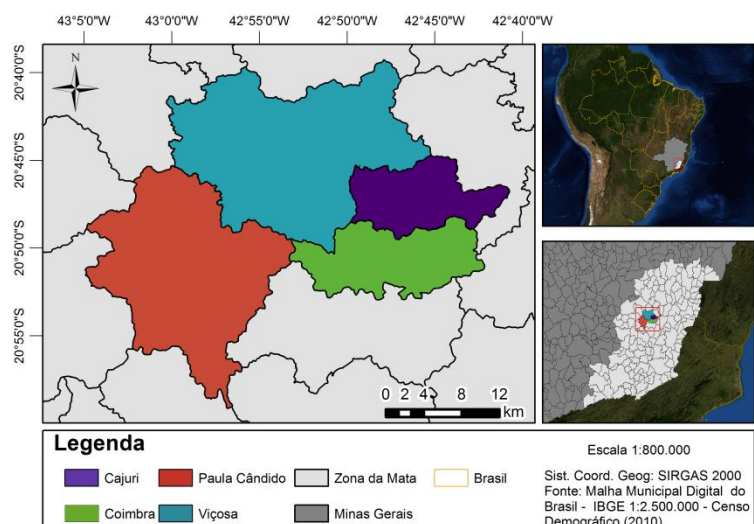 43°5'0"O 43°0'0"O 42°55'0"O 42°50'0"O 42°45'0"O 42°40'0"O
20°40'0"S
20°45'0"S
20°50'0"S
20°55'0"S
N
0 2 4 8 12
km
Legenda
Cajuri
Paula Cândido
Zona da Mata
Brasil
Coimbra
Viçosa
Minas Gerais
Escala 1:800.000
Sist. Coord. Geog: SIRGAS 2000
Fonte: Malha Municipal Digital do
Brasil - IBGE 1:2.500.000 - Censo
Demográfico (2010)